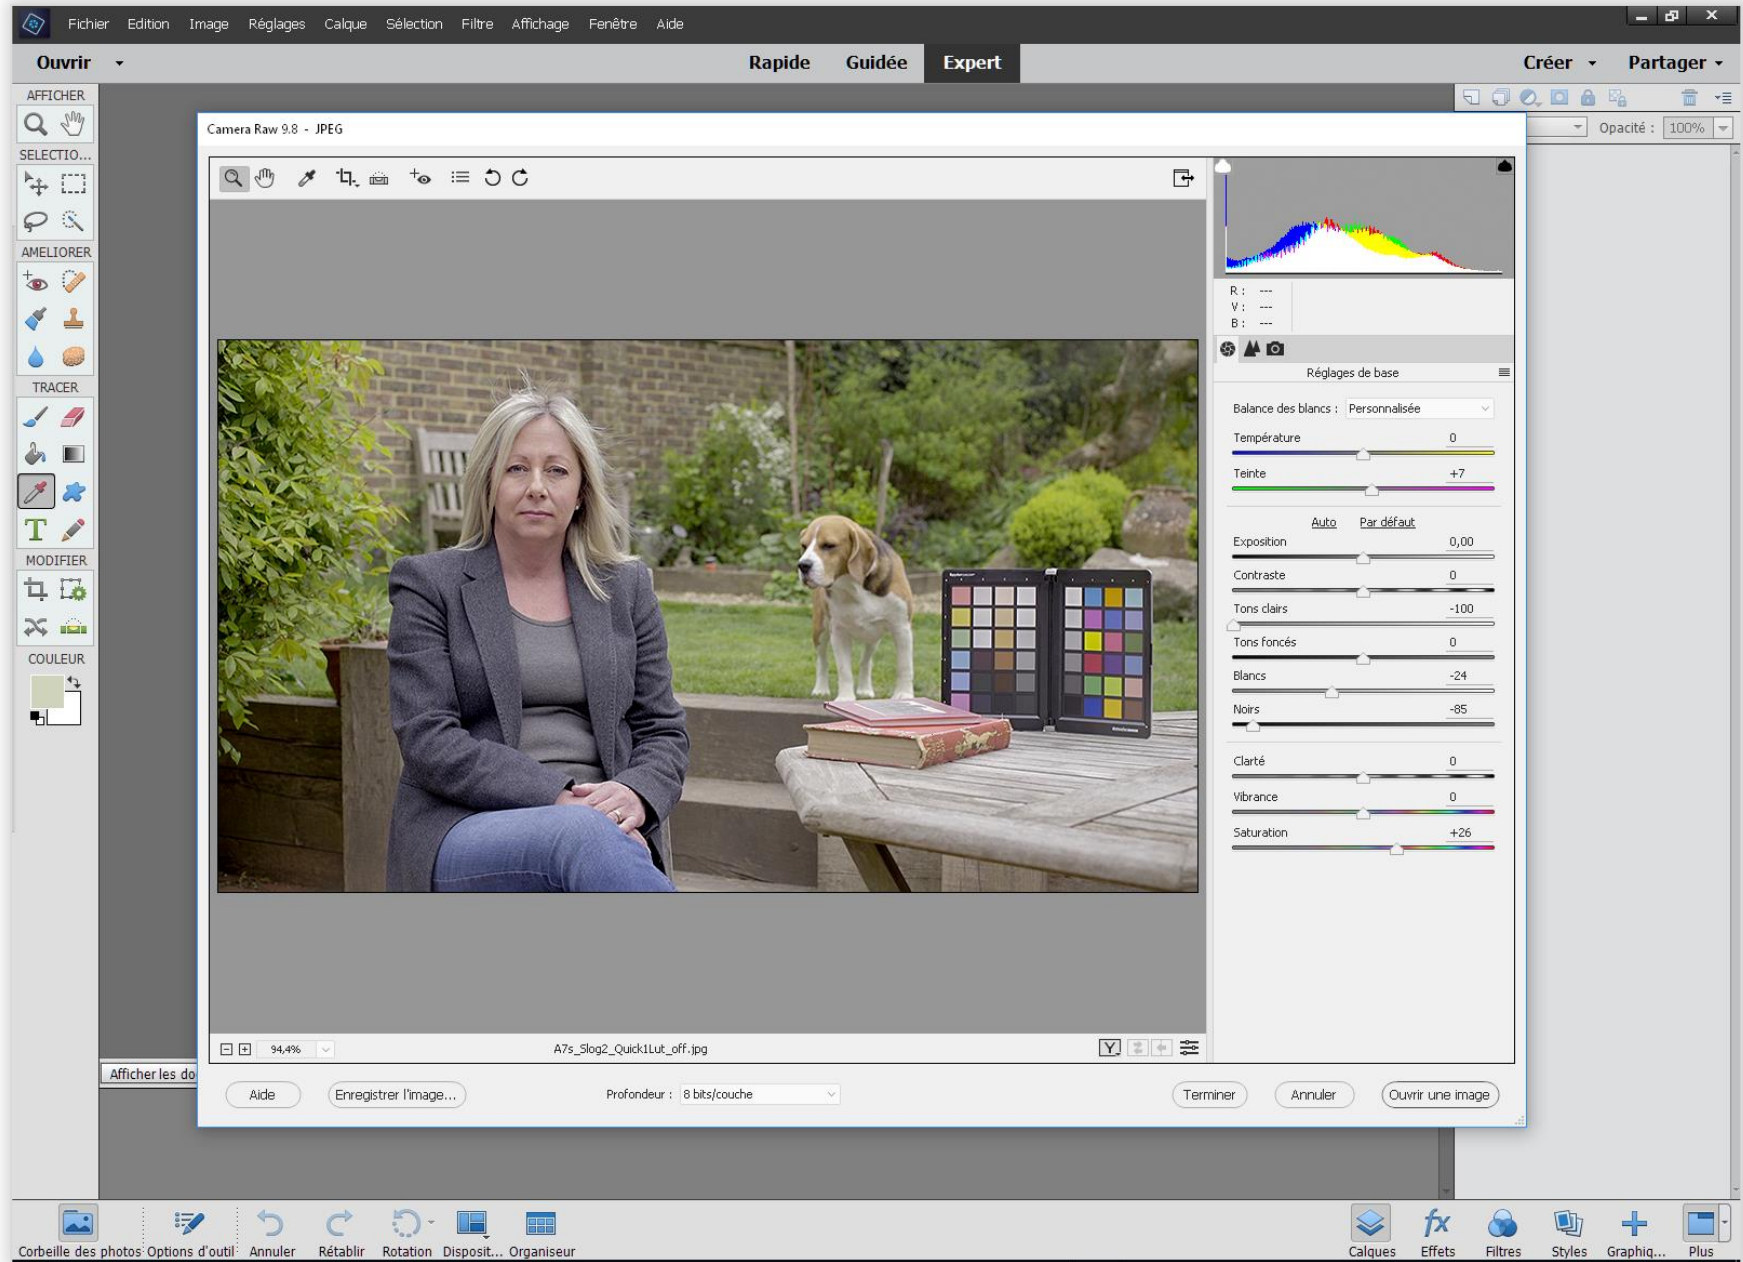 Fichier Edition Image Réglages Calque Sélection Filtre Affichage Fenêtre Aide
Ouvrir Rapide Guidée Expert Créer Partager
AFFICHER
SELECTIO...
AMELIORER
TRACER
MODIFIER
COULEUR
Opacité : 100%
Camera Raw 9.8 - JPEG
R : ---
V : ---
B : ---
Réglages de base
Balance des blancs : Personnalisée
Température 0
Teinte +7
Auto Par défaut
Exposition 0,00
Contraste 0
Tons clairs -100
Tons foncés 0
Blancs -24
Noirs -85
Clarté 0
Vibrance 0
Saturation +26
94,4% A7s_Slog2_Quick1Lut_off.jpg Y
Afficher les do
Aide Enregistrer l'image... Profondeur : 8 bits/couche Terminer Annuler Ouvrir une image
Corbeille des photos Options d'outil Annuler Rétablir Rotation Disposit... Organiseur Calques Effets Filtres Styles Graphiq... Plus